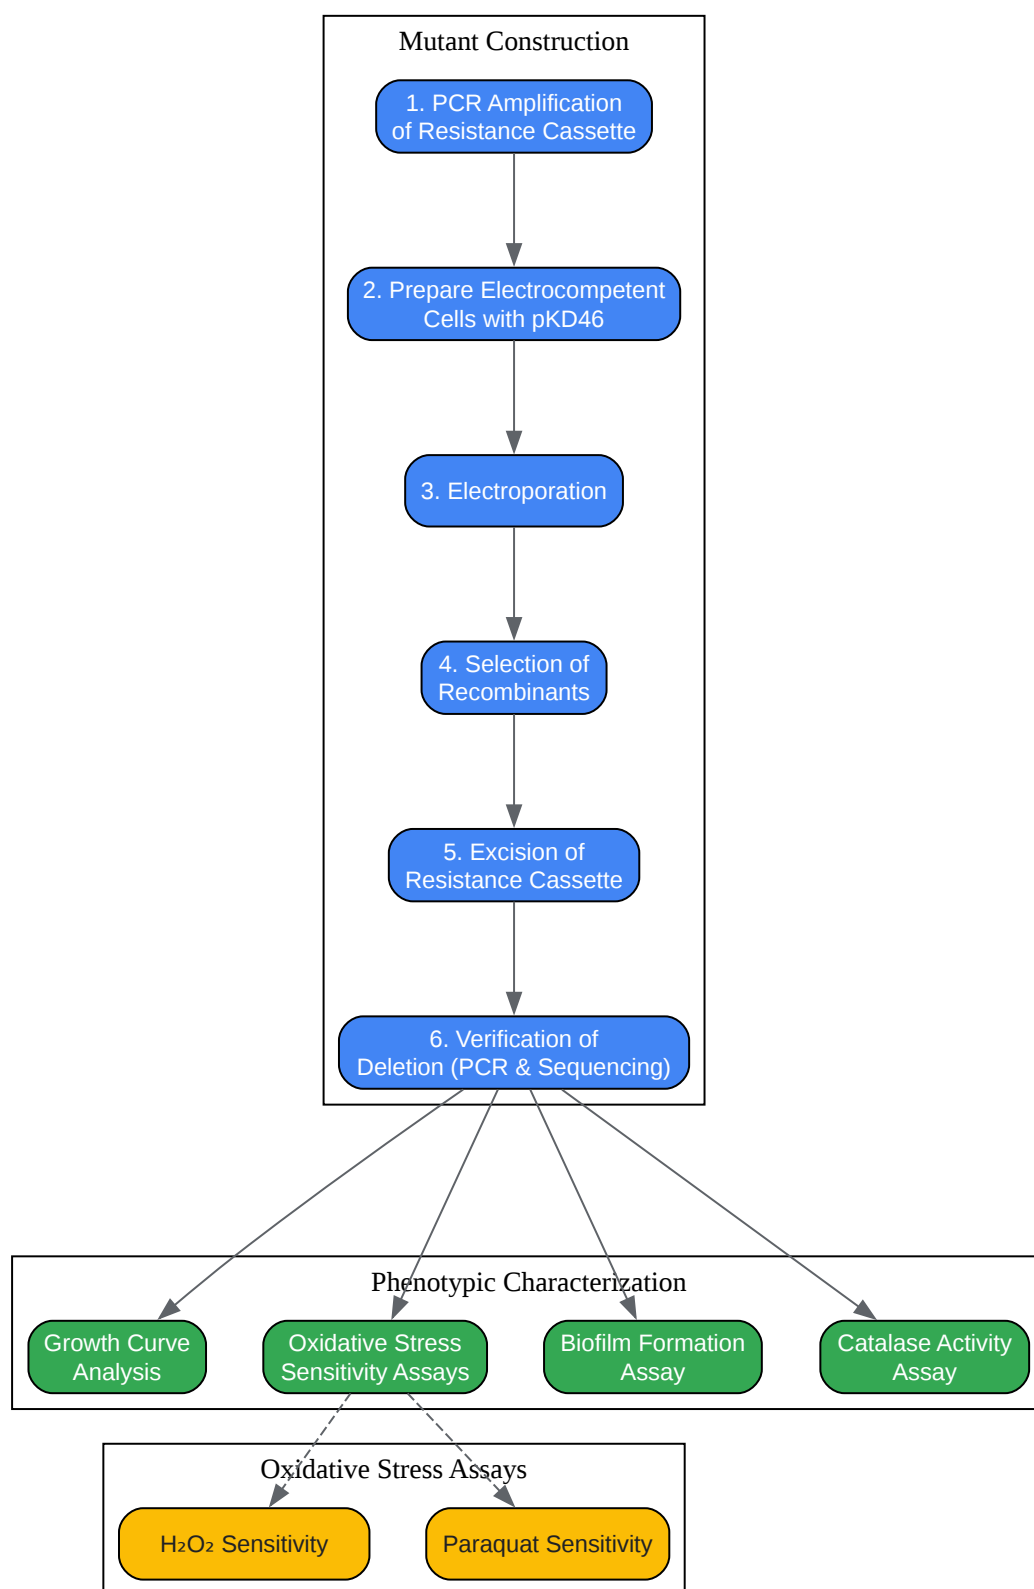 Mutant Construction
1. PCR Amplification
of Resistance Cassette
2. Prepare Electrocompetent
Cells with pKD46
3. Electroporation
4. Selection of
Recombinants
5. Excision of
Resistance Cassette
6. Verification of
Deletion (PCR & Sequencing)
Phenotypic Characterization
Growth Curve
Analysis
Oxidative Stress
Sensitivity Assays
Biofilm Formation
Assay
Catalase Activity
Assay
Oxidative Stress Assays
H₂O₂ Sensitivity
Paraquat Sensitivity